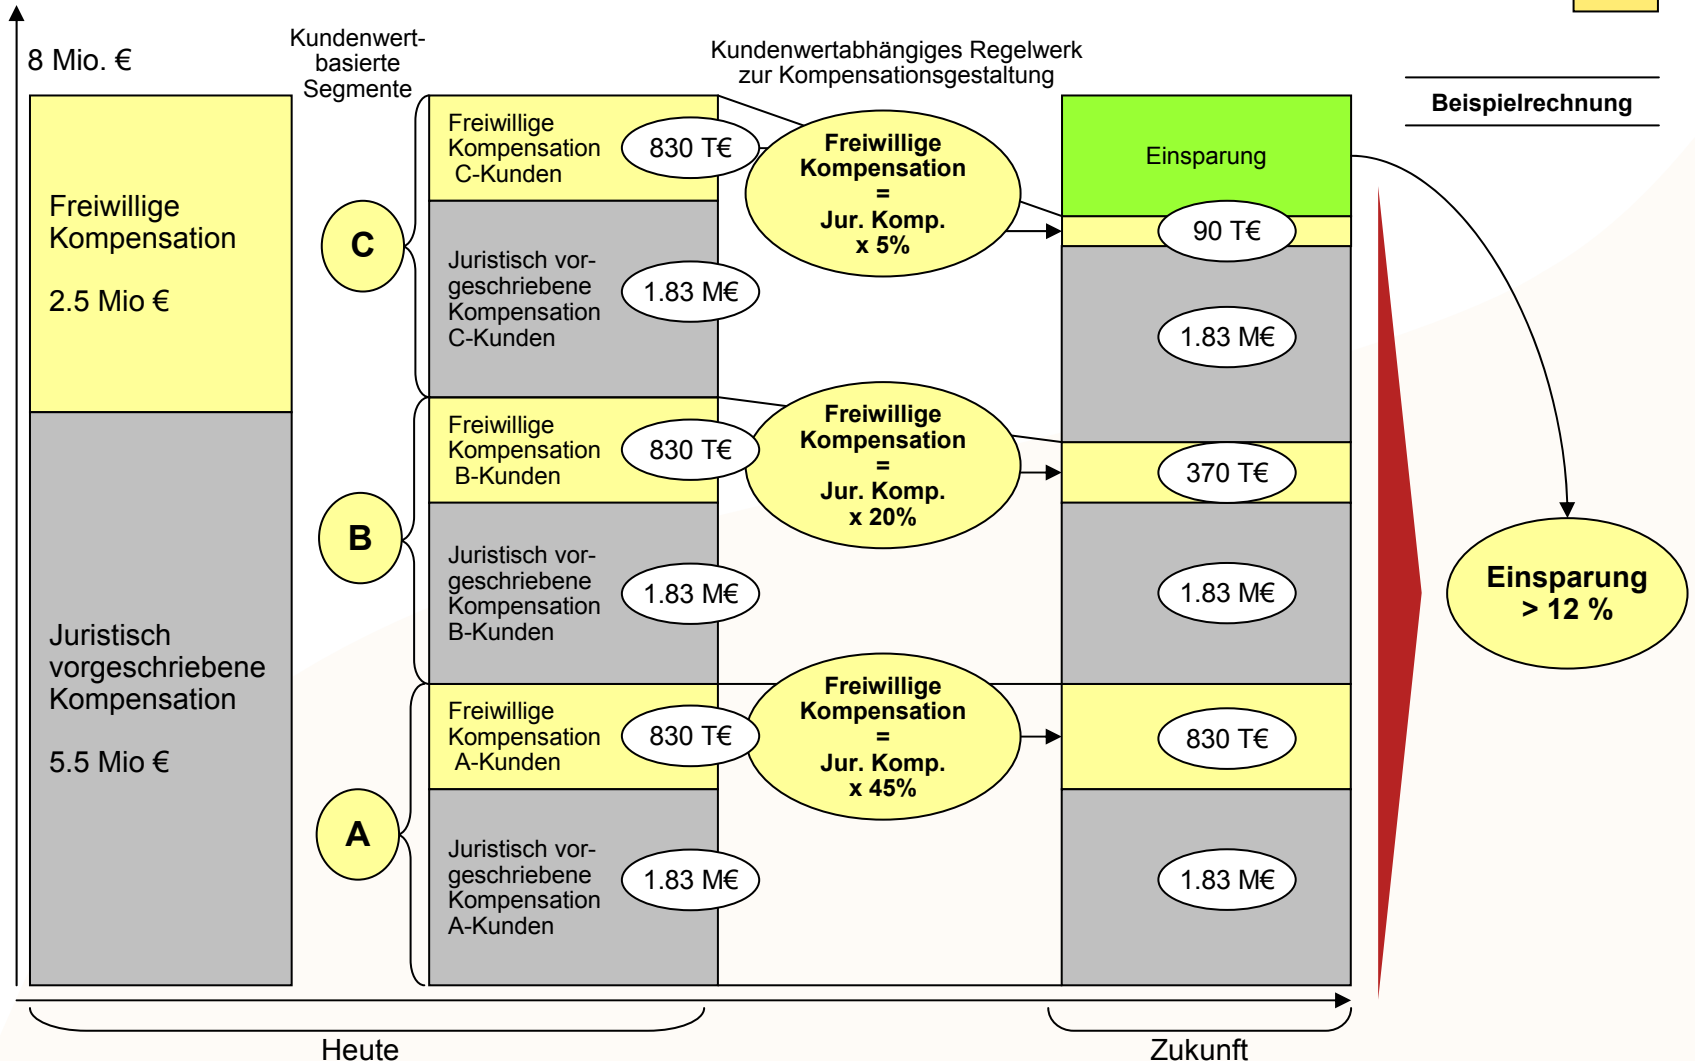 8 Mio. €
Freiwillige
Kompensation
2.5 Mio €
Juristisch
vorgeschriebene
Kompensation
5.5 Mio €
Kundenwert-
basierte
Segmente
C
B
A
Freiwillige
Kompensation
C-Kunden
830 T€
Juristisch vor-
geschriebene
Kompensation
C-Kunden
1.83 M€
Freiwillige
Kompensation
B-Kunden
830 T€
Juristisch vor-
geschriebene
Kompensation
B-Kunden
1.83 M€
Freiwillige
Kompensation
A-Kunden
830 T€
Juristisch vor-
geschriebene
Kompensation
A-Kunden
1.83 M€
Kundenwertabhängiges Regelwerk
zur Kompensationsgestaltung
Freiwillige
Kompensation
=
Jur. Komp.
x 5%
Freiwillige
Kompensation
=
Jur. Komp.
x 20%
Freiwillige
Kompensation
=
Jur. Komp.
x 45%
Einsparung
90 T€
1.83 M€
370 T€
1.83 M€
830 T€
1.83 M€
Beispielrechnung
Einsparung
> 12 %
Heute
Zukunft